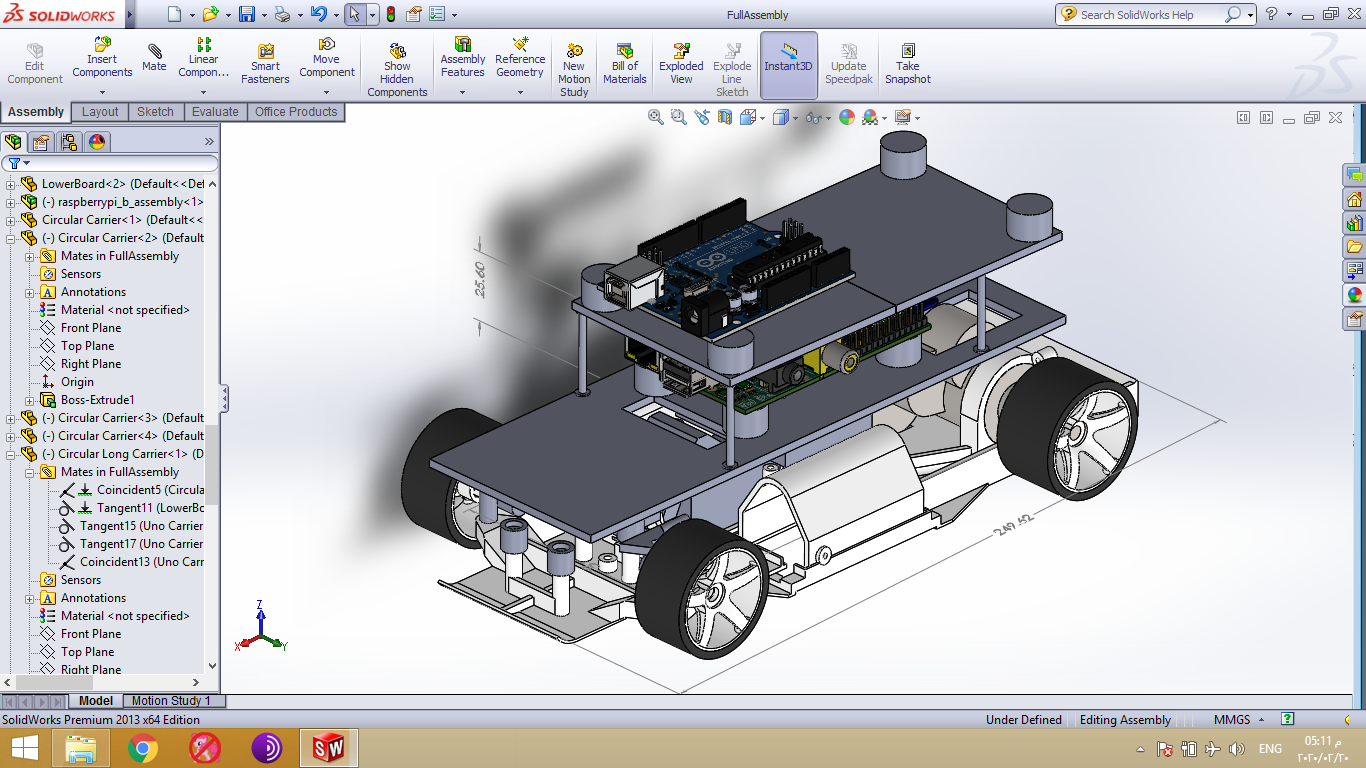 SOLIDWORKS
FullAssembly
Search SolidWorks Help
Edit Component
Insert Components
Mate
Linear Compon...
Smart Fasteners
Move Component
Show Hidden Components
Assembly Features
Reference Geometry
New Motion Study
Bill of Materials
Exploded View
Explode Line Sketch
Instant3D
Update Speedpak
Take Snapshot
Assembly
Layout
Sketch
Evaluate
Office Products
LowerBoard<2> (Default<<Def
(-) raspberrypi_b_assembly<1>
Circular Carrier<1> (Default<<
(-) Circular Carrier<2> (Default
Mates in FullAssembly
Sensors
Annotations
Material <not specified>
Front Plane
Top Plane
Right Plane
Origin
Boss-Extrude1
(-) Circular Carrier<3> (Default
(-) Circular Carrier<4> (Default
(-) Circular Long Carrier<1> (D
Mates in FullAssembly
Coincident5 (Circula
Tangent11 (LowerBo
Tangent15 (Uno Carrier
Tangent17 (Uno Carrier
Coincident13 (Uno Carr
Sensors
Annotations
Material <not specified>
Front Plane
Top Plane
Right Plane
25.60
Z
X
Y
Model
Motion Study 1
SolidWorks Premium 2013 x64 Edition
Under Defined
Editing Assembly
MMGS
SW
ENG
05:11 م
٢٠٢٠/٠٢/٢٠